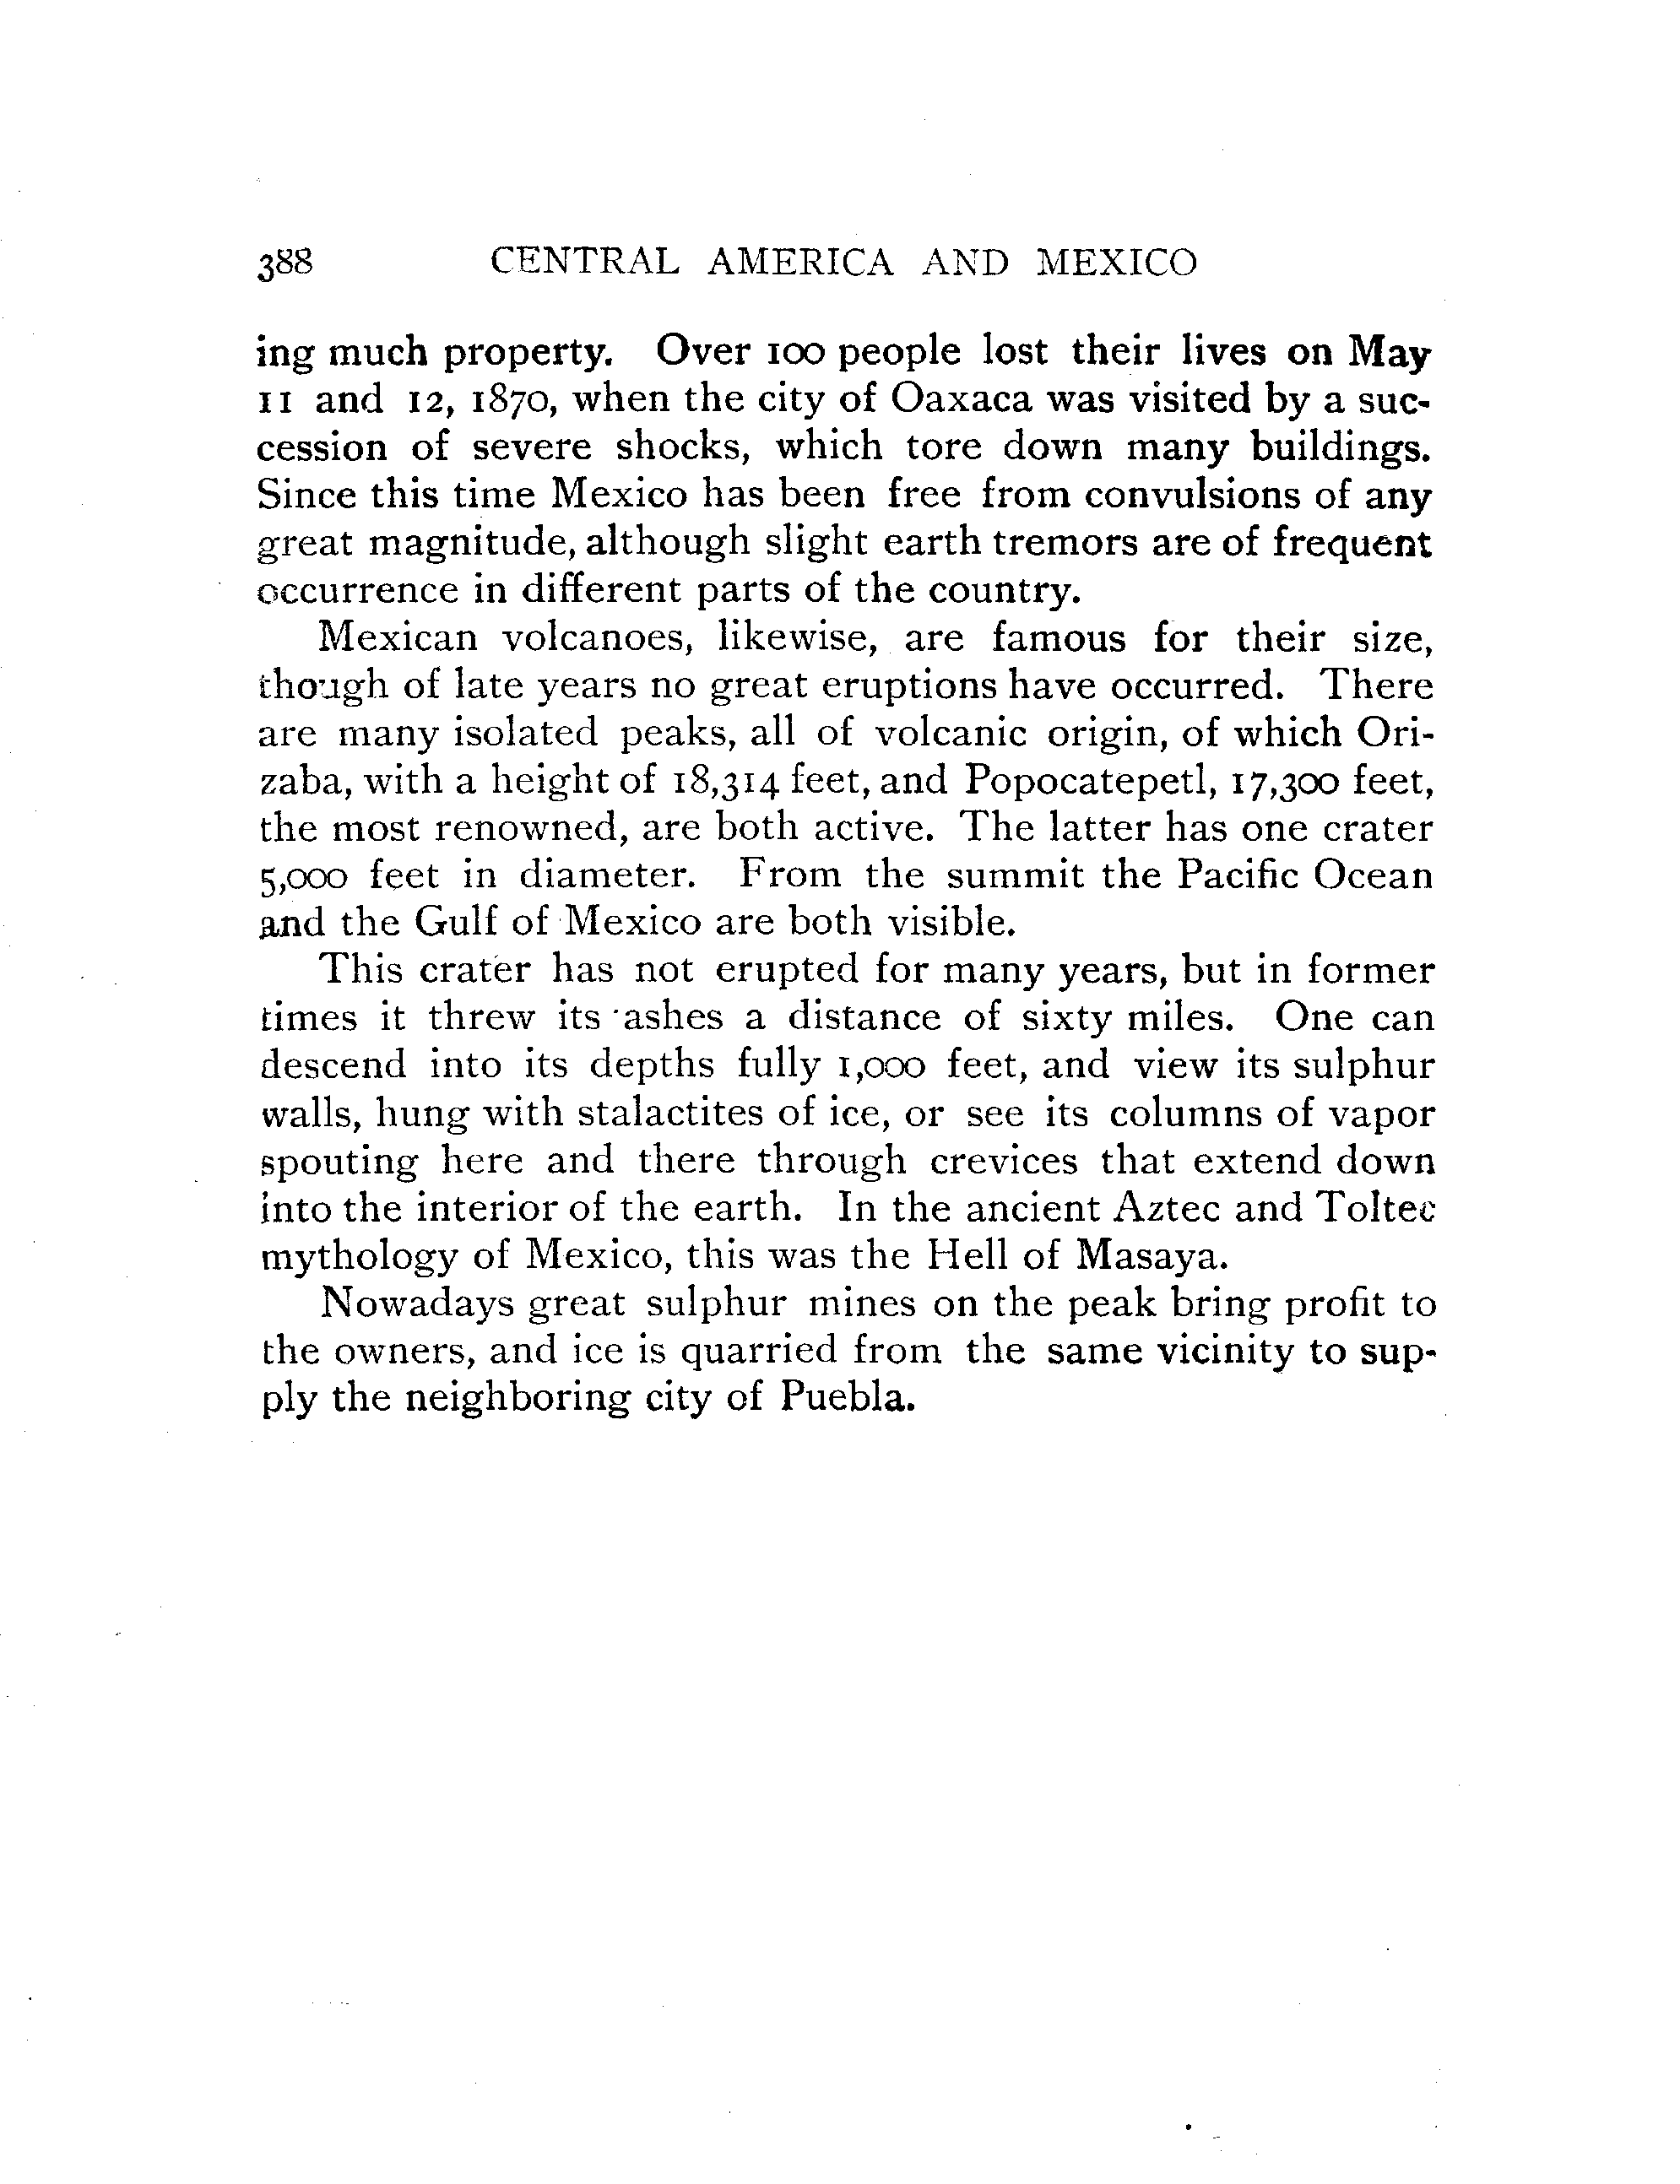 388 CENTRAL AMERICA AND MEXICO
ing much property. Over 100 people lost their lives on May
11 and 12, 1870, when the city of Oaxaca was visited by a suc-
cession of severe shocks, which tore down many buildings.
Since this time Mexico has been free from convulsions of any
great magnitude, although slight earth tremors are of frequent
occurrence in different parts of the country.
Mexican volcanoes, likewise, are famous for their size,
though of late years no great eruptions have occurred. There
are many isolated peaks, all of volcanic origin, of which Ori-
zaba, with a height of 18,314 feet, and Popocatepetl, 17,300 feet,
the most renowned, are both active. The latter has one crater
5,000 feet in diameter. From the summit the Pacific Ocean
and the Gulf of Mexico are both visible.
This crater has not erupted for many years, but in former
times it threw its ashes a distance of sixty miles. One can
descend into its depths fully 1,000 feet, and view its sulphur
walls, hung with stalactites of ice, or see its columns of vapor
spouting here and there through crevices that extend down
into the interior of the earth. In the ancient Aztec and Toltec
mythology of Mexico, this was the Hell of Masaya.
Nowadays great sulphur mines on the peak bring profit to
the owners, and ice is quarried from the same vicinity to sup-
ply the neighboring city of Puebla.